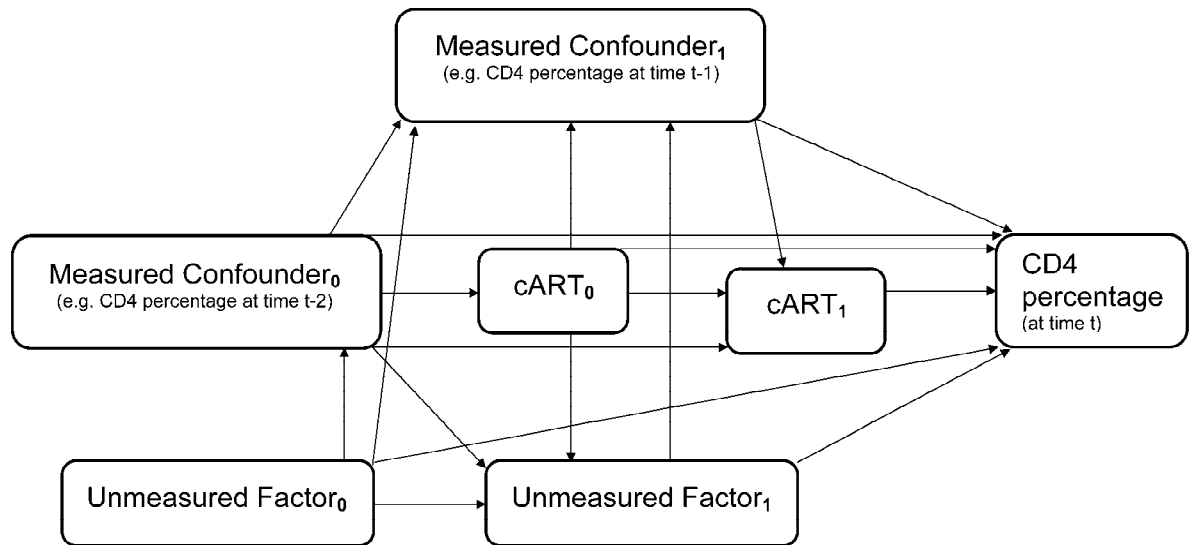 Measured Confounder₁
(e.g. CD4 percentage at time t-1)
Measured Confounder₀
(e.g. CD4 percentage at time t-2)
cART₀
cART₁
CD4
percentage
(at time t)
Unmeasured Factor₀
Unmeasured Factor₁